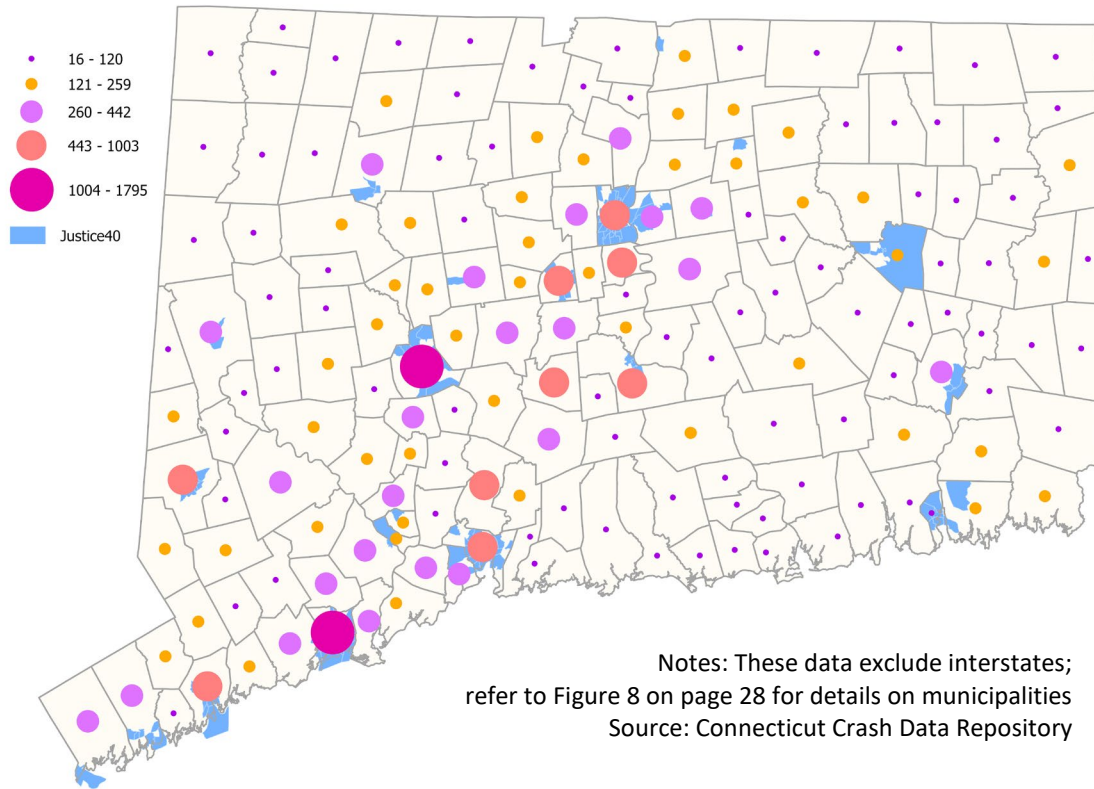 16 - 120
121 - 259
260 - 442
443 - 1003
1004 - 1795
Justice40
Notes: These data exclude interstates;
refer to Figure 8 on page 28 for details on municipalities
Source: Connecticut Crash Data Repository